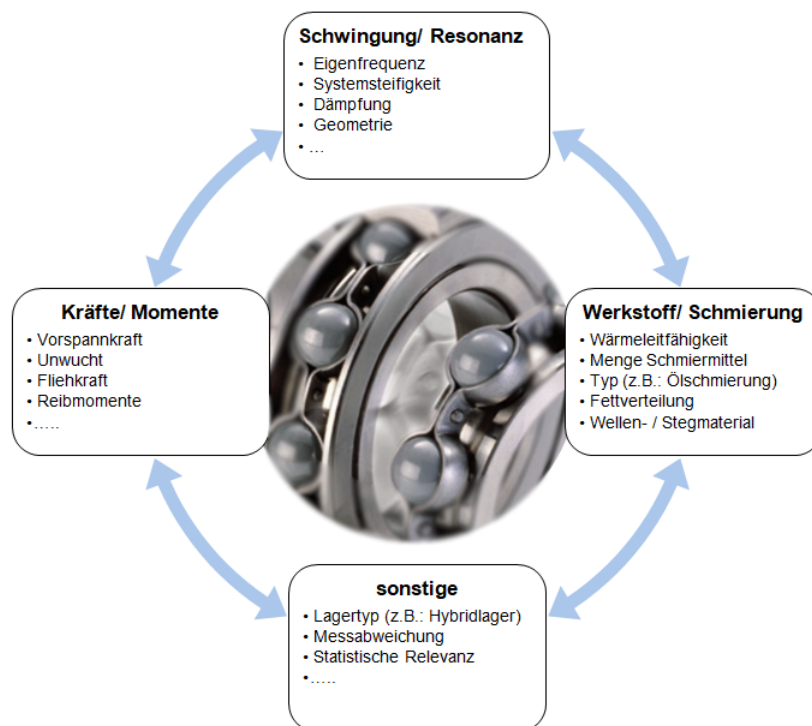 Schwingung/ Resonanz
• Eigenfrequenz
• Systemsteifigkeit
• Dämpfung
• Geometrie
• ...
Kräfte/ Momente
• Vorspannkraft
• Unwucht
• Fliehkraft
• Reibmomente
• .....
Werkstoff/ Schmierung
• Wärmeleitfähigkeit
• Menge Schmiermittel
• Typ (z.B.: Ölschmierung)
• Fettverteilung
• Wellen- / Stegmaterial
sonstige
• Lagertyp (z.B.: Hybridlager)
• Messabweichung
• Statistische Relevanz
• .....